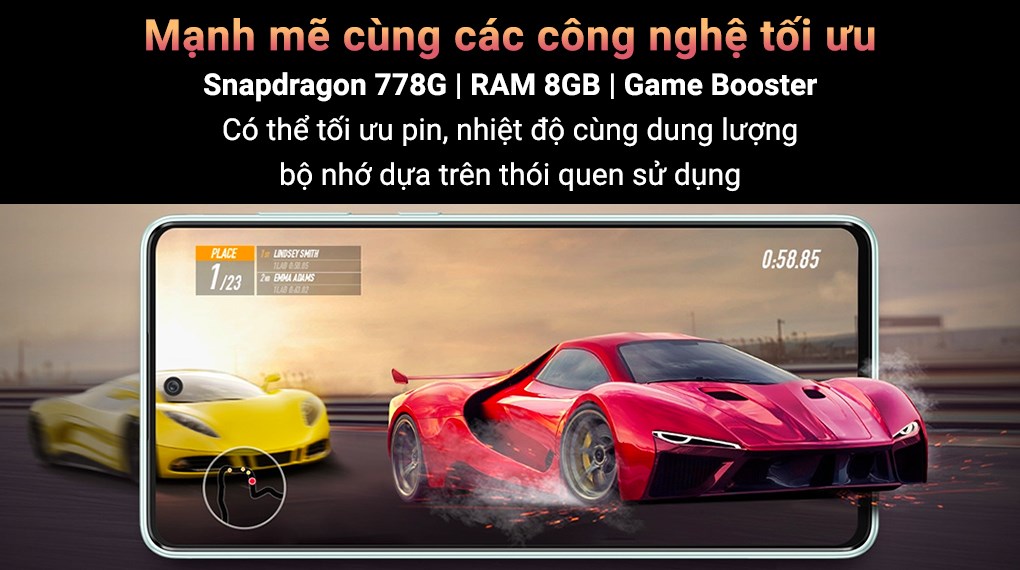 Mạnh mẽ cùng các công nghệ tối ưu
Snapdragon 778G | RAM 8GB | Game Booster
Có thể tối ưu pin, nhiệt độ cùng dung lượng
bộ nhớ dựa trên thói quen sử dụng
PLACE
1/23
LINDSEY SMITH
EMMA ADAMS
0:58.85